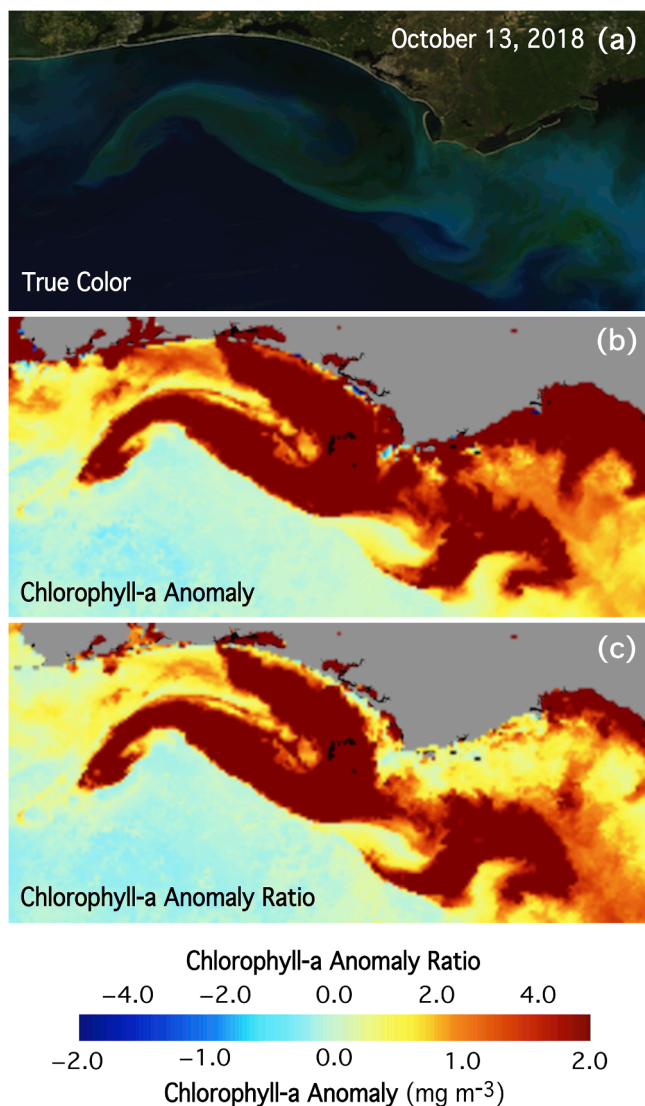 October 13, 2018 (a)
True Color
(b)
Chlorophyll-a Anomaly
(c)
Chlorophyll-a Anomaly Ratio
Chlorophyll-a Anomaly Ratio
−4.0 −2.0 0.0 2.0 4.0
−2.0 −1.0 0.0 1.0 2.0
Chlorophyll-a Anomaly (mg m⁻³)